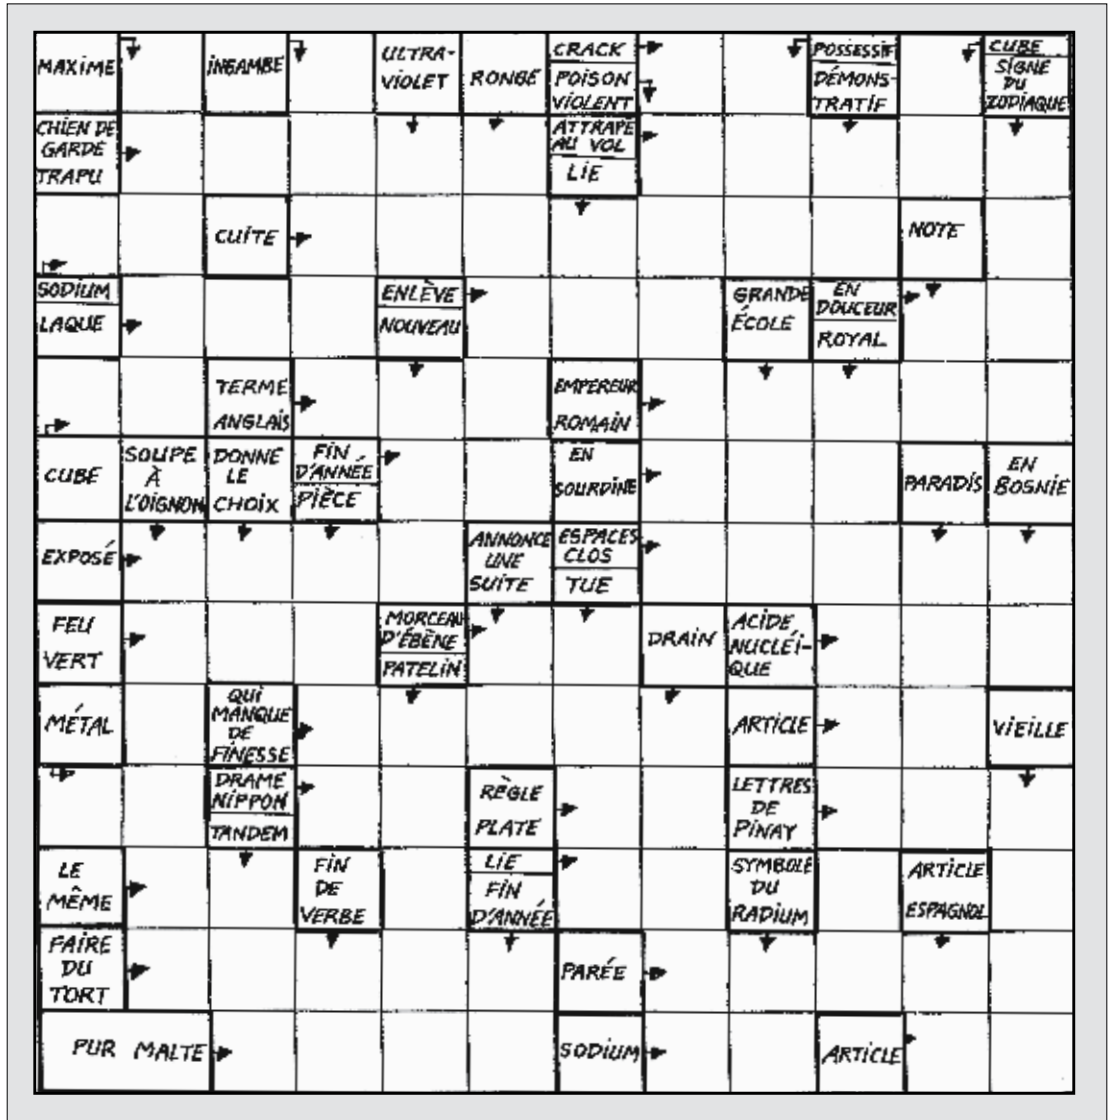 MAXIME
INGAMBE
ULTRA-
VIOLET
RONGÉ
CRACK
POISON
VIOLENT
POSSESSIF
DÉMONS-
TRATIF
CUBE
SIGNE
DU
ZODIAQUE
CHIEN DE
GARDE
TRAPU
ATTRAPE
AU VOL
LIE
CUITE
NOTE
SODIUM
LAQUE
ENLÈVE
NOUVEAU
GRANDE
ÉCOLE
EN
DOUCEUR
ROYAL
TERME
ANGLAIS
EMPEREUR
ROMAIN
CUBE
SOUPE
À
L'OIGNON
DONNE
LE
CHOIX
FIN
D'ANNÉE
PIÈCE
EN
SOURDINE
PARADIS
EN
BOSNIE
EXPOSÉ
ANNONCE
UNE
SUITE
ESPACES
CLOS
TUE
FEU
VERT
MORCEAU
D'ÉBÈNE
PATELIN
DRAIN
ACIDE
NUCLÉI-
QUE
MÉTAL
QUI
MANQUE
DE
FINESSE
ARTICLE
VIEILLE
DRAME
NIPPON
TANDEM
RÈGLE
PLATE
LETTRES
DE
PINAY
LE
MÊME
FIN
DE
VERBE
LIE
FIN
D'ANNÉE
SYMBOLE
DU
RADIUM
ARTICLE
ESPAGNOL
FAIRE
DU
TORT
PARÉE
PUR MALTE
SODIUM
ARTICLE